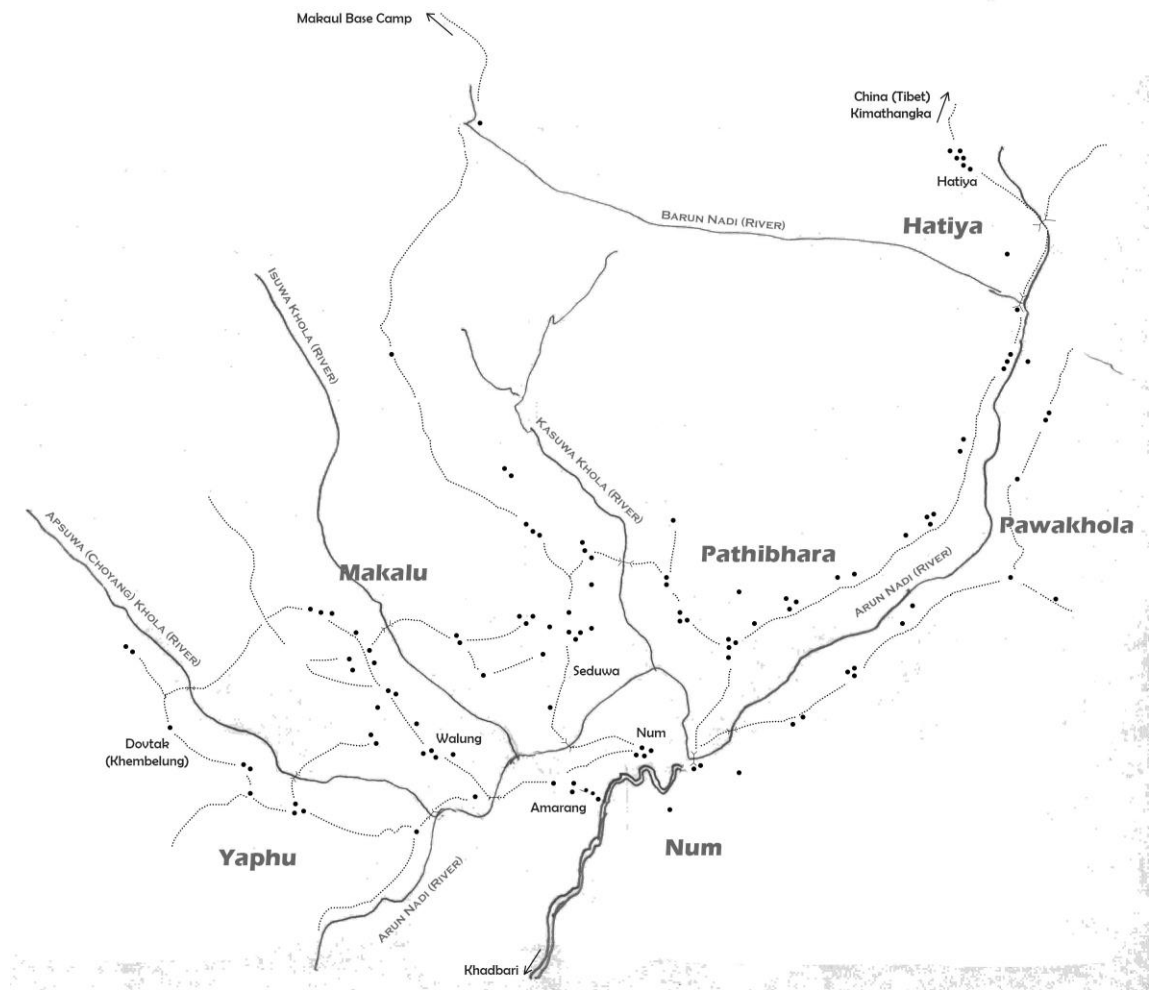 Makaul Base Camp
China (Tibet)
Kimathangka
Hatiya
Barun Nadi (River)
Hatiya
Isuwa Khola (River)
Kasuwa Khola (River)
Apsuwa (Choyang) Khola (River)
Pawakhola
Pathibhara
Makalu
Arun Nadi (River)
Seduwa
Walung
Num
Dovtak
(Khembelung)
Amarang
Num
Yaphu
Arun Nadi (River)
Khadbari